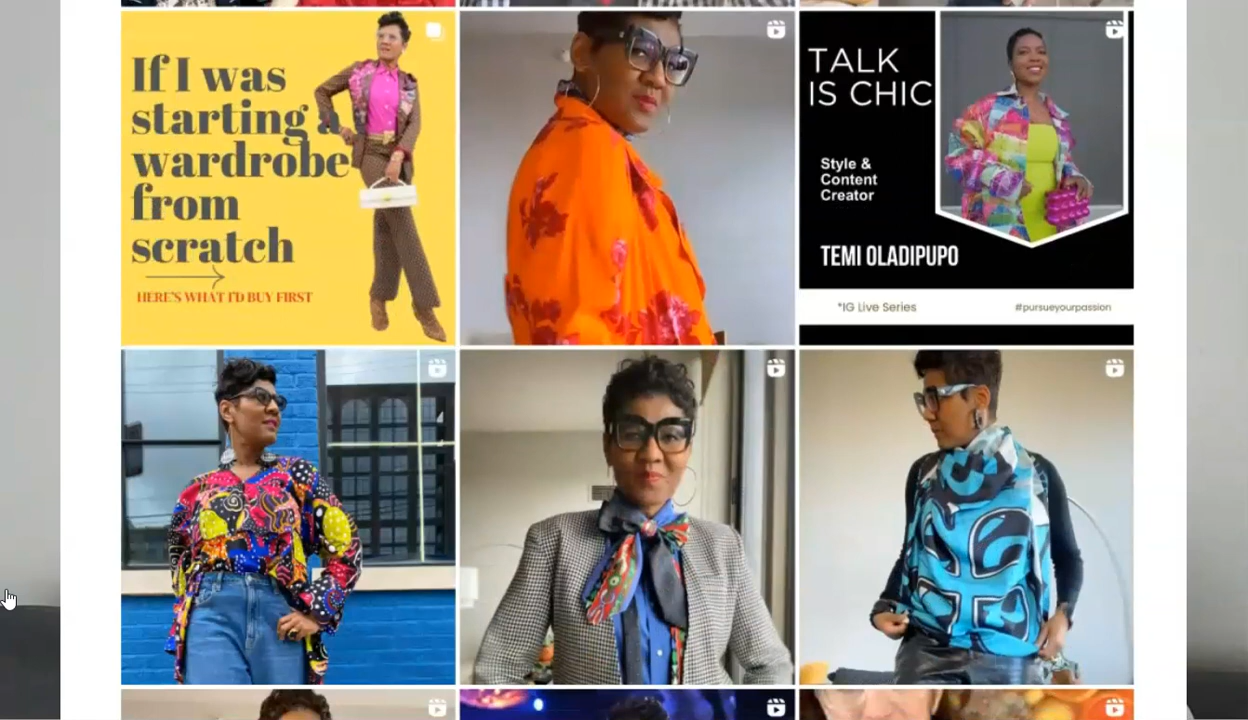 If I was
starting a
wardrobe
from
scratch
HERE'S WHAT I'D BUY FIRST
TALK
IS CHIC
Style &
Content
Creator
TEMI OLADIPUPO
*IG Live Series
#pursueyourpassion